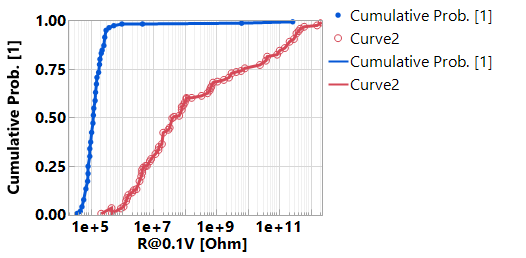 Cumulative Prob. [1]
1.00
0.75
0.50
0.25
0.00
1e+5
1e+7
1e+9
1e+11
R@0.1V [Ohm]
Cumulative Prob. [1]
Curve2
Cumulative Prob. [1]
Curve2